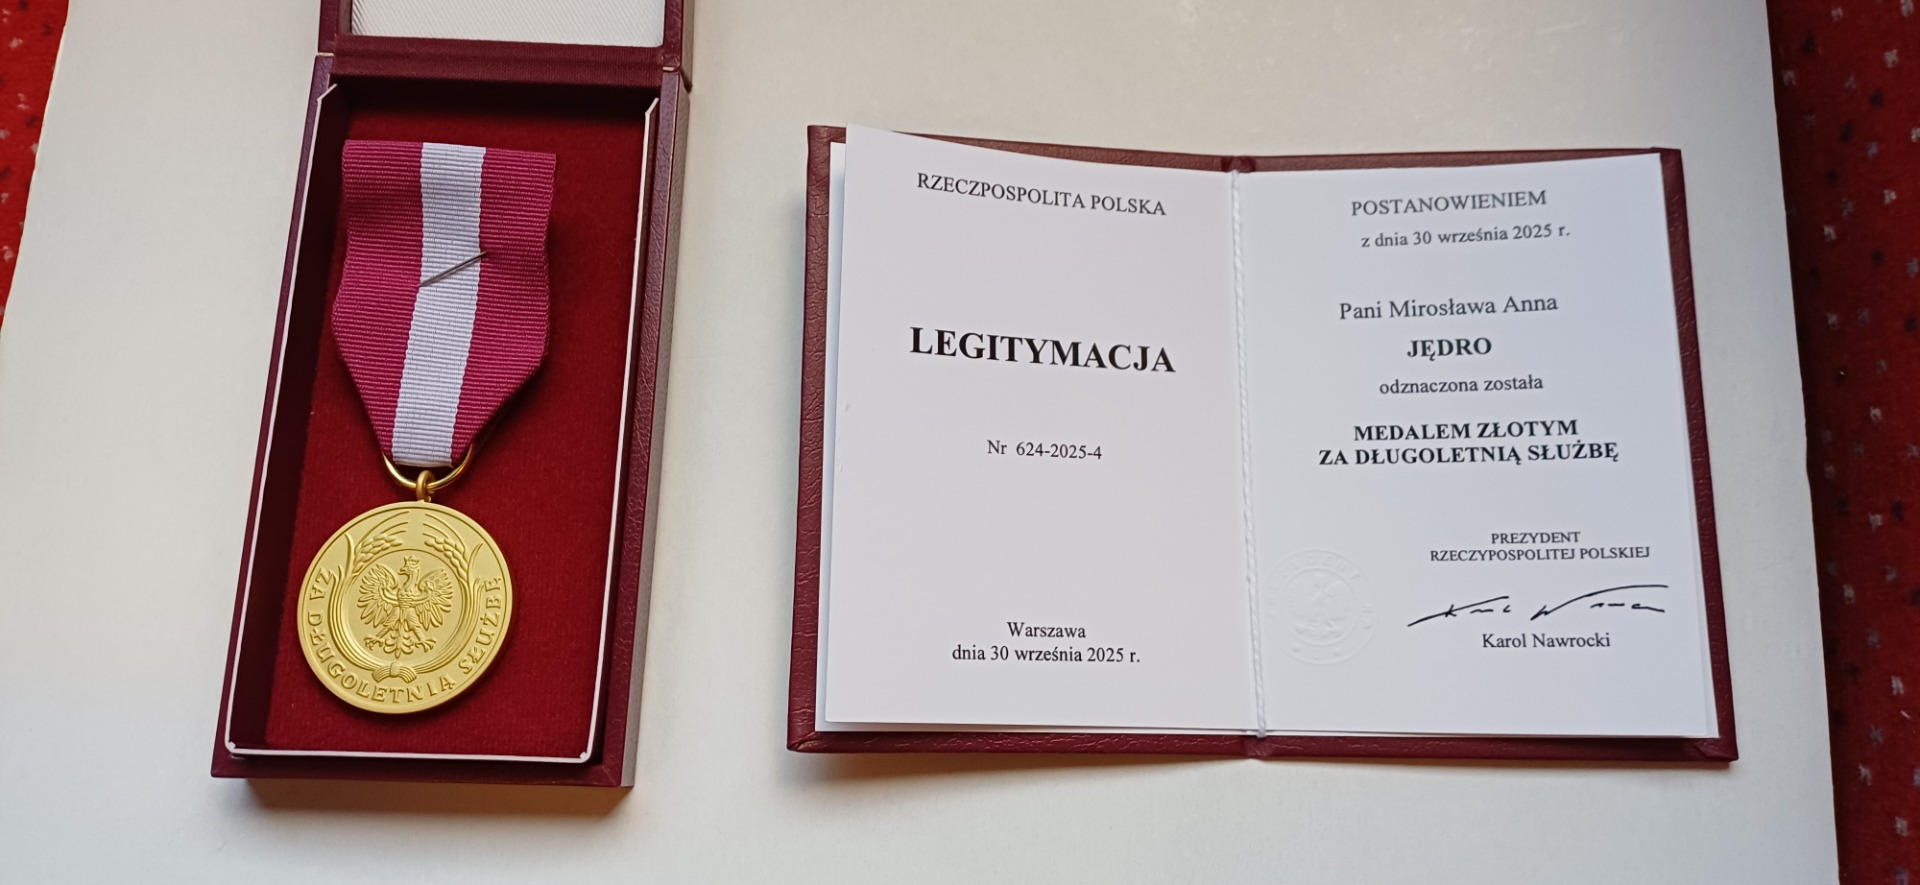 ZA DŁUGOLETNIĄ SŁUŻBĘ
RZECZPOSPOLITA POLSKA
LEGITYMACJA
Nr 624-2025-4
Warszawa
dnia 30 września 2025 r.
POSTANOWIENIEM
z dnia 30 września 2025 r.
Pani Mirosława Anna
JĘDRO
odznaczona została
MEDALEM ZŁOTYM
ZA DŁUGOLETNIĄ SŁUŻBĘ
PREZYDENT
RZECZYPOSPOLITEJ POLSKIEJ
Karol Nawrocki